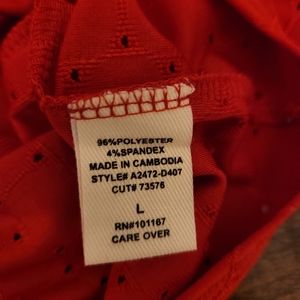 96%POLYESTER
4%SPANDEX
MADE IN CAMBODIA
STYLE# A2472-D407
CUT# 73576
L
RN#101167
CARE OVER